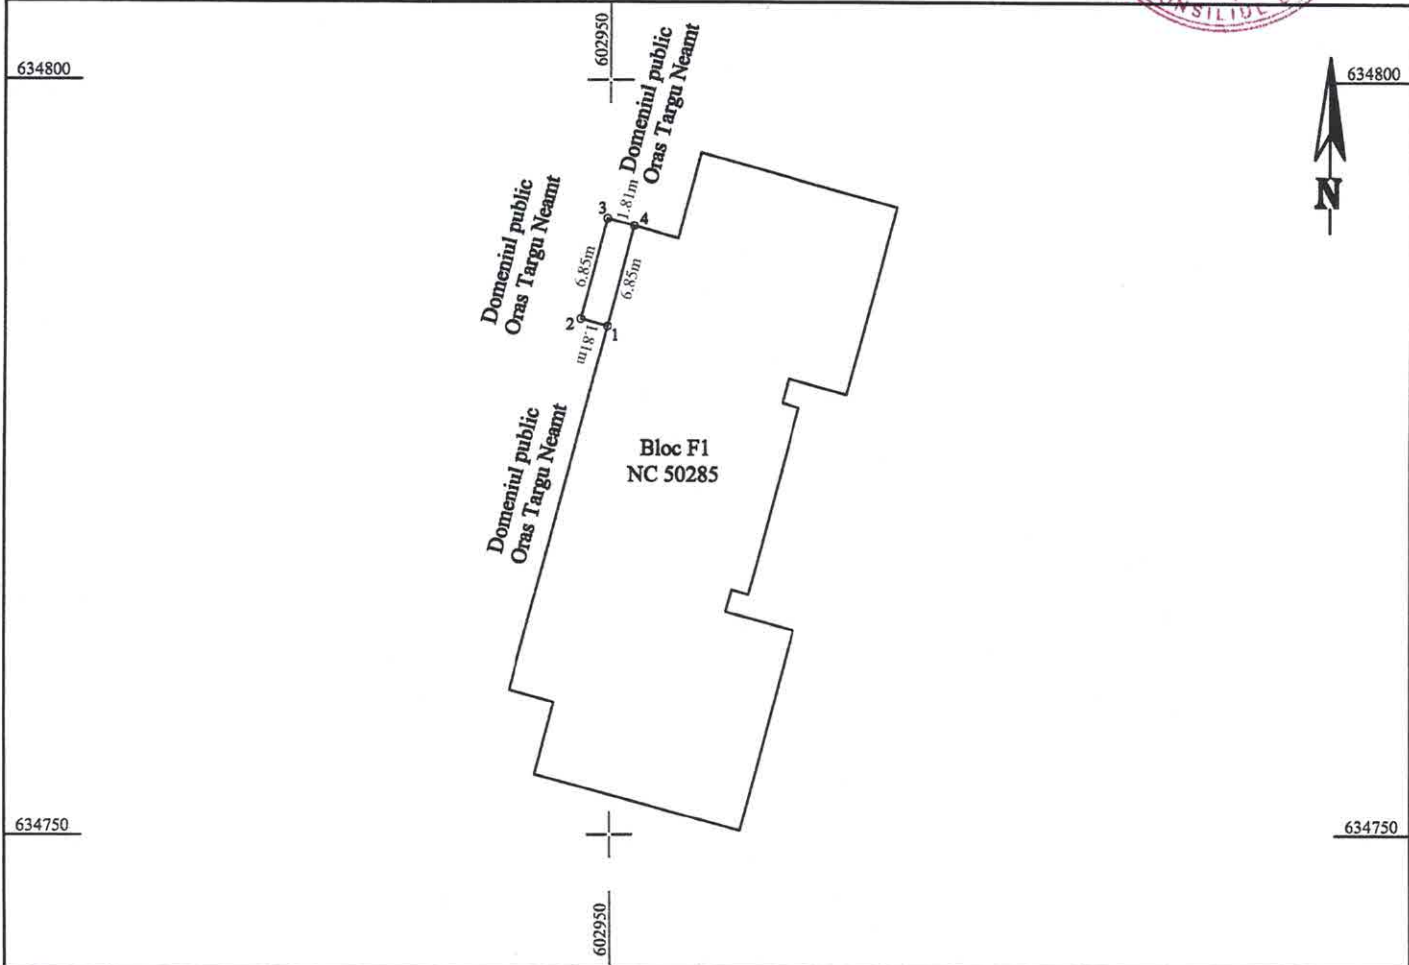 CONSILIUL
602950
634800
634800
Domeniul public
Oras Targu Neamt
Domeniul public
Oras Targu Neamt
N
3
1.81m
4
6.85m
6.85m
2
1
1.81m
Domeniul public
Oras Targu Neamt
Bloc F1
NC 50285
634750
634750
602950